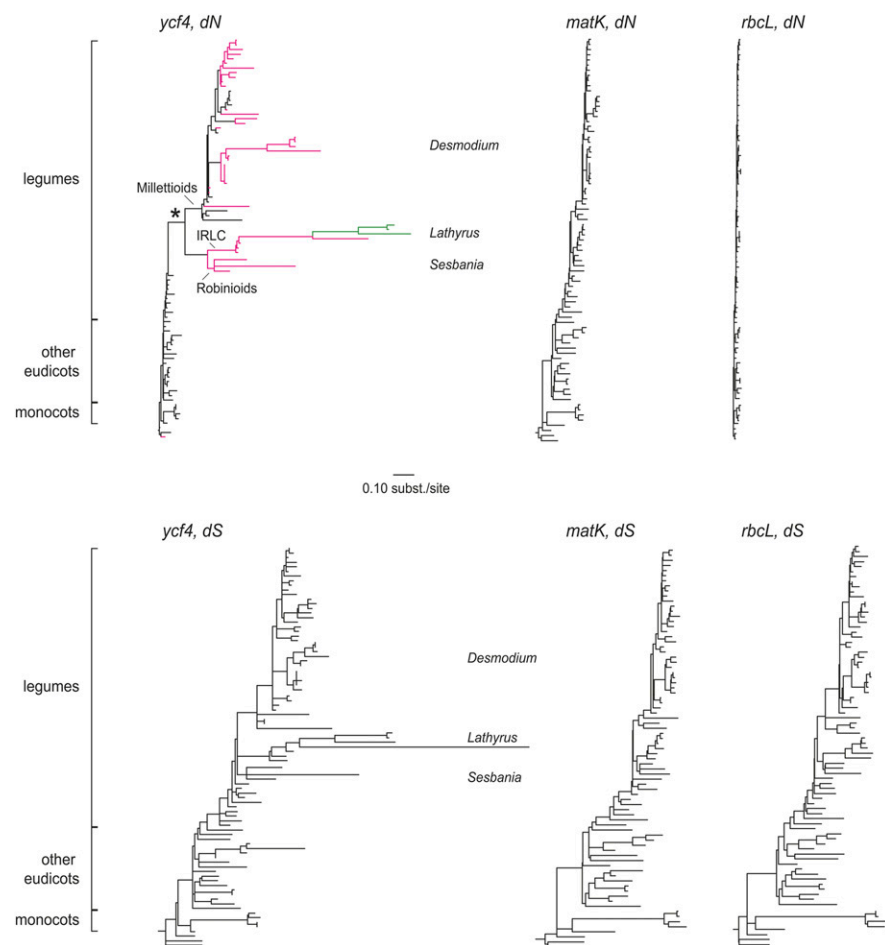 ycf4, dN
matK, dN
rbcL, dN
legumes
Desmodium
Millettioids
*
IRLC
Lathyrus
Sesbania
Robinioids
other
eudicots
monocots
0.10 subst./site
ycf4, dS
matK, dS
rbcL, dS
legumes
Desmodium
Lathyrus
Sesbania
other
eudicots
monocots